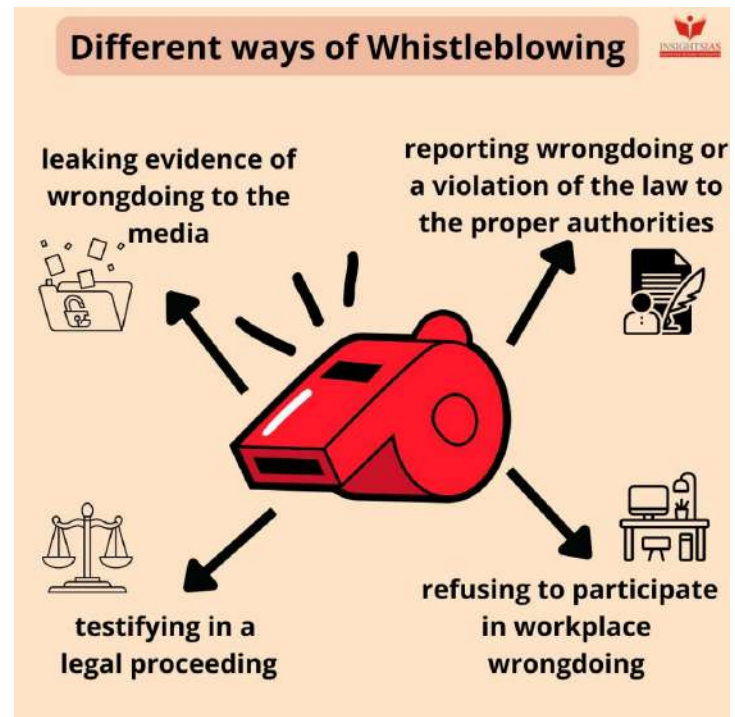 Different ways of Whistleblowing
INSIGHTSIAS
leaking evidence of
wrongdoing to the
media
reporting wrongdoing or
a violation of the law to
the proper authorities
testifying in a
legal proceeding
refusing to participate
in workplace
wrongdoing